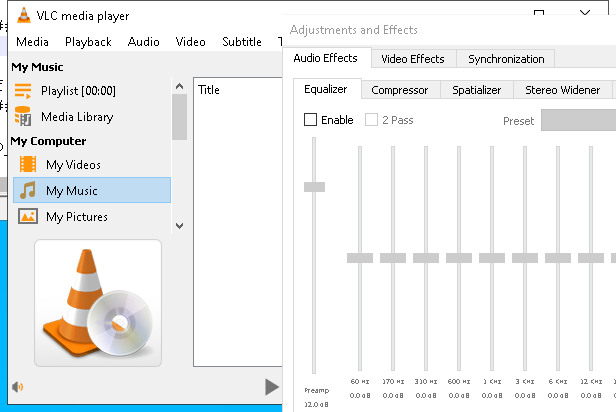 VLC media player
Media Playback Audio Video Subtitle T
My Music
Playlist [00:00]
Media Library
My Computer
My Videos
My Music
My Pictures
Title
Adjustments and Effects
Audio Effects Video Effects Synchronization
Equalizer Compressor Spatializer Stereo Widener
Enable 2 Pass Preset
60 Hz 170 Hz 310 Hz 600 Hz 1 KHz 3 KHz 6 KHz 12 KHz
Preamp 0.0 dB 0.0 dB 0.0 dB 0.0 dB 0.0 dB 0.0 dB 0.0 dB 0.0 dB
12.0 dB